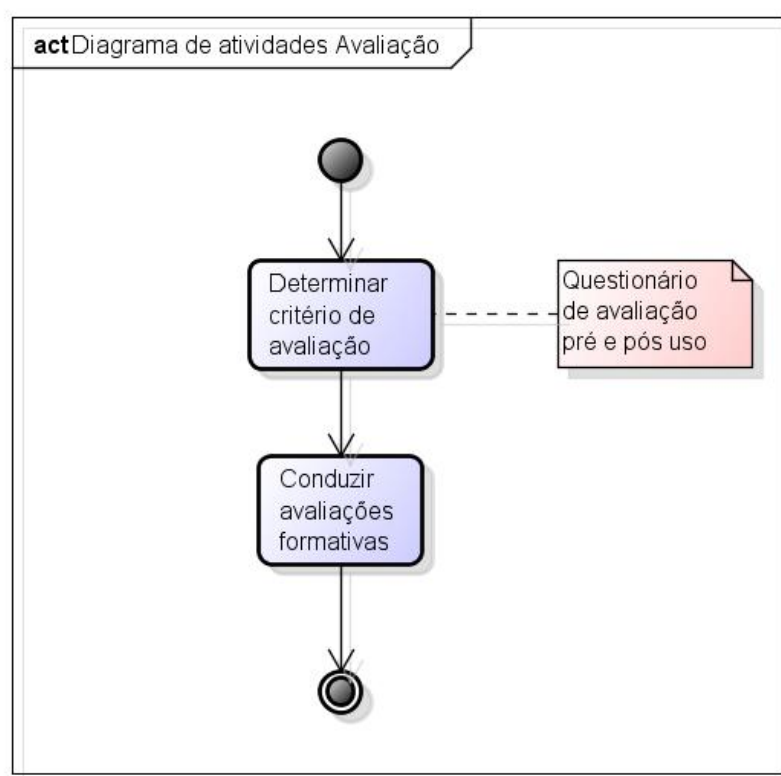 act Diagrama de atividades Avaliação
Determinar
critério de
avaliação
Questionário
de avaliação
pré e pós uso
Conduzir
avaliações
formativas